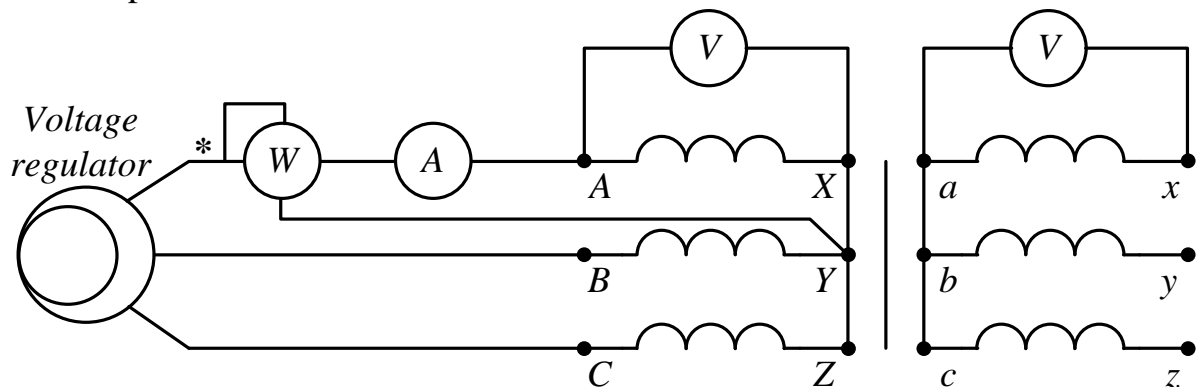 V V
Voltage
regulator
*
W A
A X a x
B Y b y
C Z c z